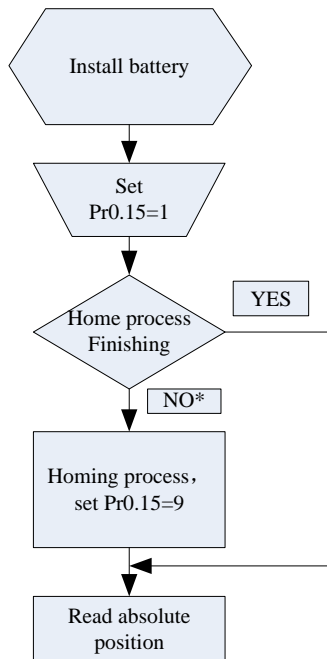 Install battery
Set
Pr0.15=1
Home process
Finishing
YES
NO*
Homing process，
set Pr0.15=9
Read absolute
position